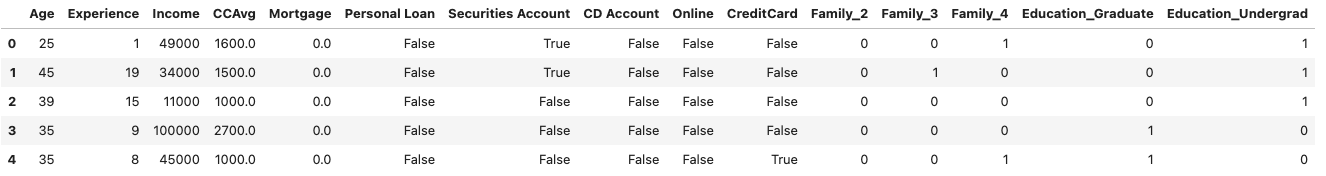 Age Experience Income CCAvg Mortgage Personal Loan Securities Account CD Account Online CreditCard Family_2 Family_3 Family_4 Education_Graduate Education_Undergrad
0 25 1 49000 1600.0 0.0 False True False False False 0 0 1 0 1
1 45 19 34000 1500.0 0.0 False True False False False 0 1 0 0 1
2 39 15 11000 1000.0 0.0 False False False False False 0 0 0 0 1
3 35 9 100000 2700.0 0.0 False False False False False 0 0 0 1 0
4 35 8 45000 1000.0 0.0 False False False False True 0 0 1 1 0